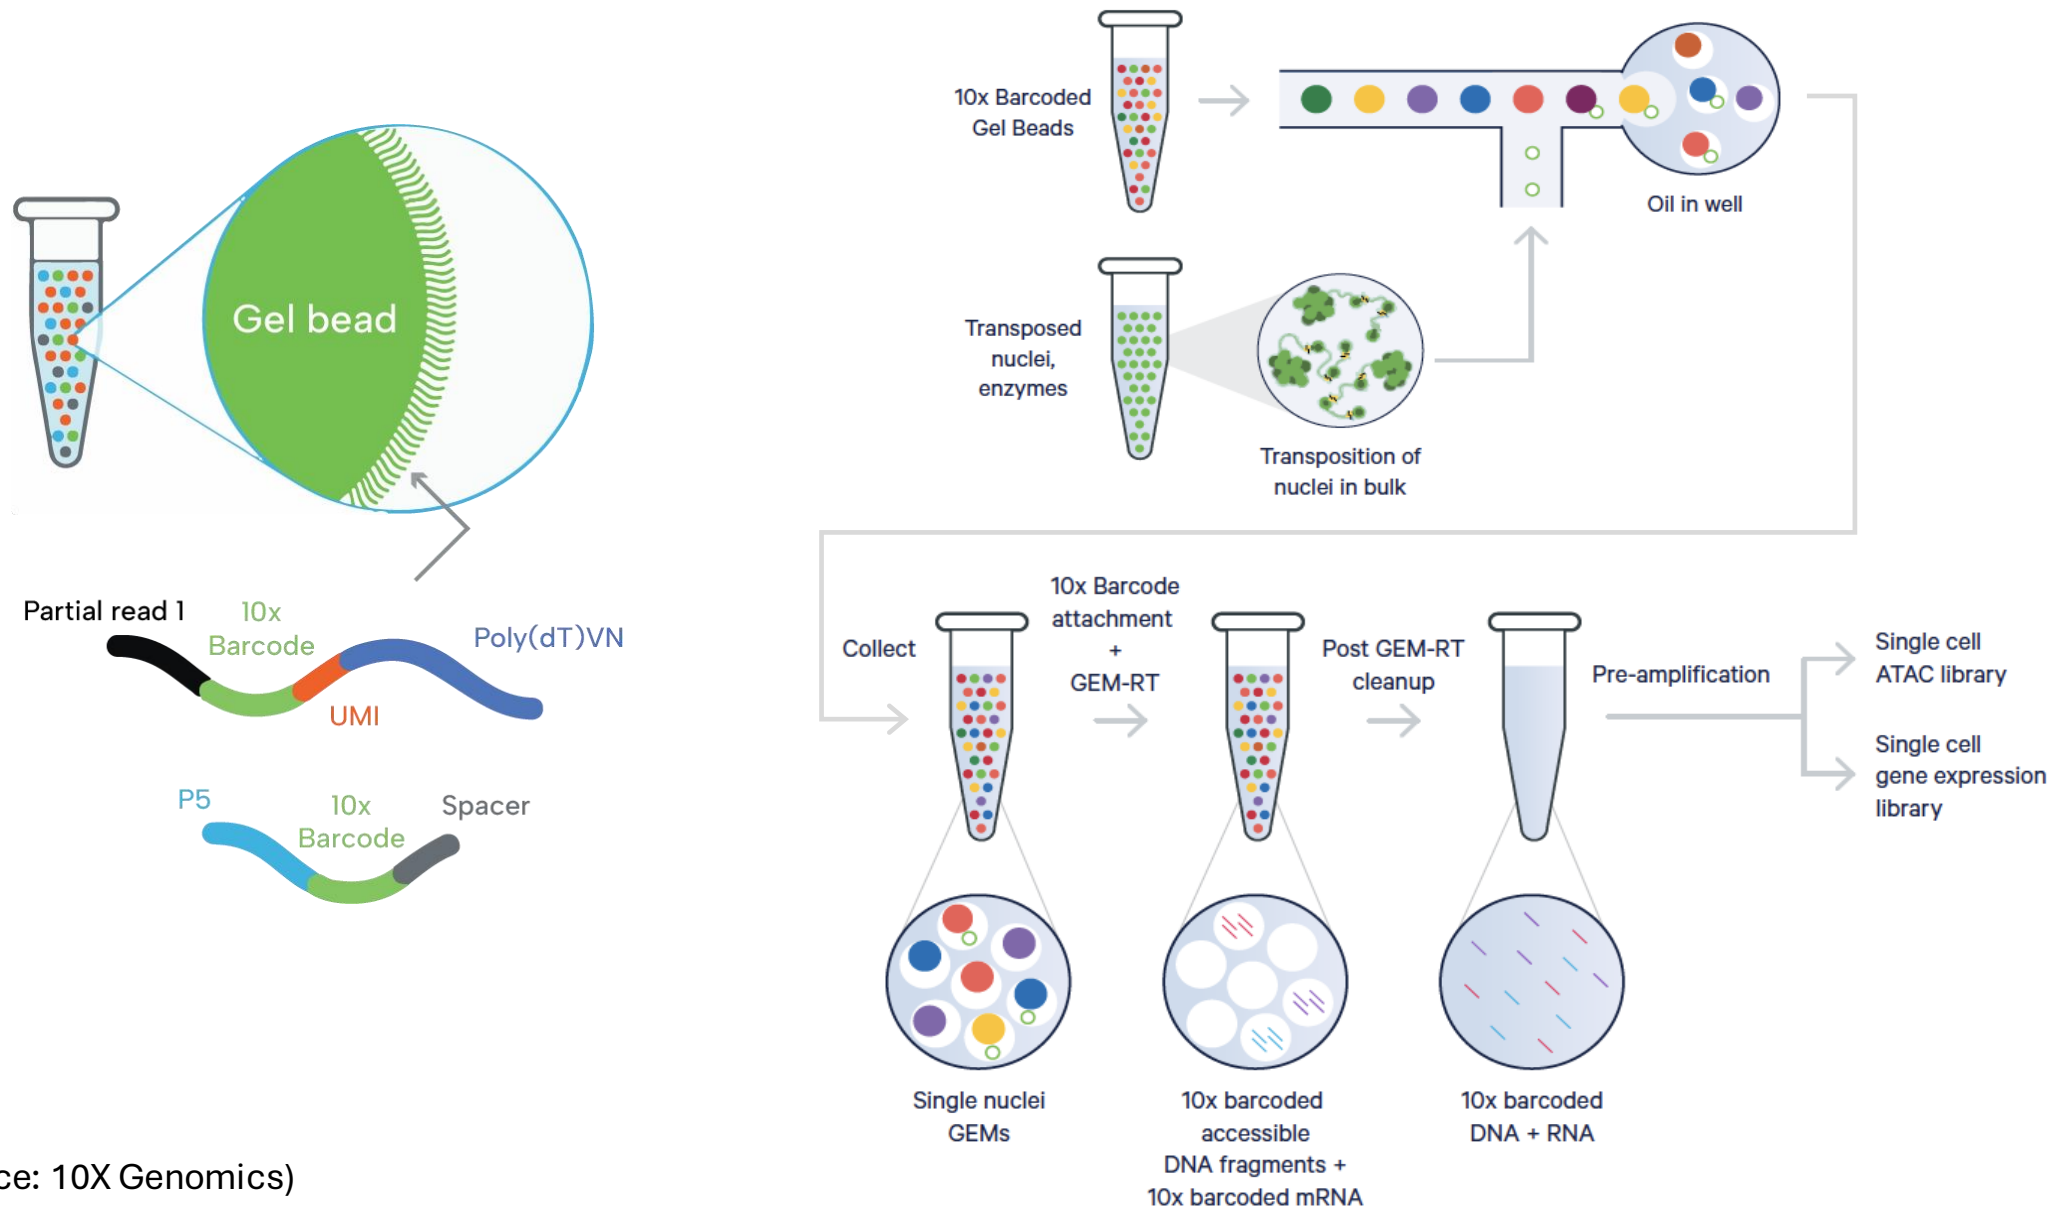 Gel bead
Partial read 1
10x
Barcode
UMI
Poly(dT)VN
P5
10x
Barcode
Spacer
10x Barcoded
Gel Beads
Oil in well
Transposed
nuclei,
enzymes
Transposition of
nuclei in bulk
Collect
10x Barcode
attachment
+
GEM-RT
Post GEM-RT
cleanup
Pre-amplification
Single cell
ATAC library
Single cell
gene expression
library
Single nuclei
GEMs
10x barcoded
accessible
DNA fragments +
10x barcoded mRNA
10x barcoded
DNA + RNA
ce: 10X Genomics)